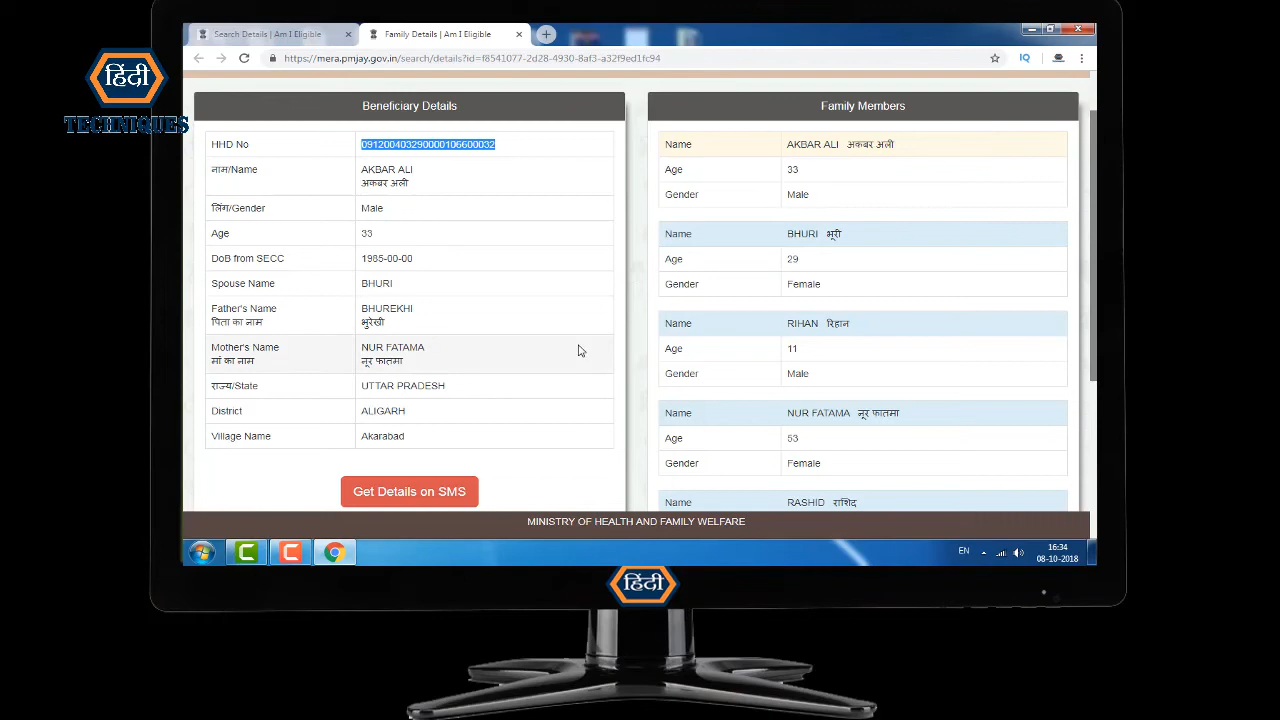 हिंदी
TECHNIQUES
Search Details | Am I Eligible
Family Details | Am I Eligible
https://mera.pmjay.gov.in/search/details?id=f8541077-2d28-4930-8af3-a32f9ed1fc94
IQ
Beneficiary Details
HHD No 091200403290000106600032
नाम/Name AKBAR ALI
अकबर अली
लिंग/Gender Male
Age 33
DoB from SECC 1985-00-00
Spouse Name BHURI
Father's Name BHUREKHI
पिता का नाम भुरेखी
Mother's Name NUR FATAMA
मां का नाम नूर फातमा
राज्य/State UTTAR PRADESH
District ALIGARH
Village Name Akarabad
Get Details on SMS
Family Members
Name AKBAR ALI अकबर अली
Age 33
Gender Male
Name BHURI भूरी
Age 29
Gender Female
Name RIHAN रिहान
Age 11
Gender Male
Name NUR FATAMA नूर फातमा
Age 53
Gender Female
Name RASHID राशिद
MINISTRY OF HEALTH AND FAMILY WELFARE
EN
16:34
08-10-2018
हिंदी